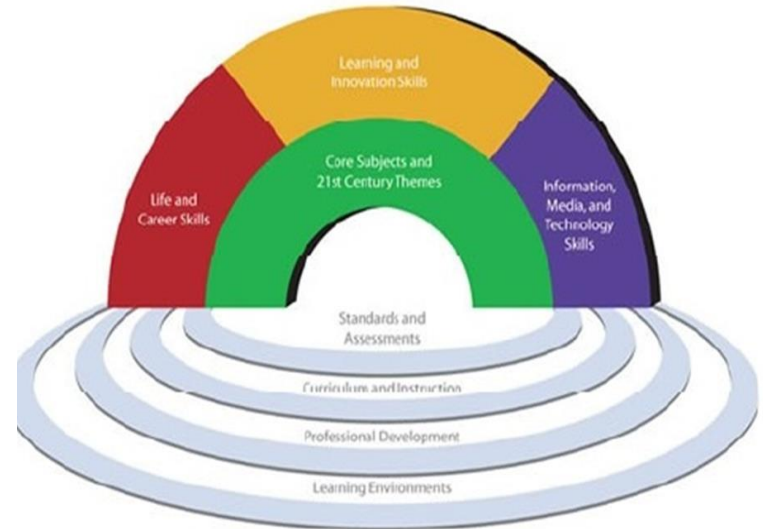 Learning and
Innovation Skills
Core Subjects and
21st Century Themes
Life and
Career Skills
Information,
Media, and
Technology
Skills
Standards and
Assessments
Curriculum and Instruction
Professional Development
Learning Environments